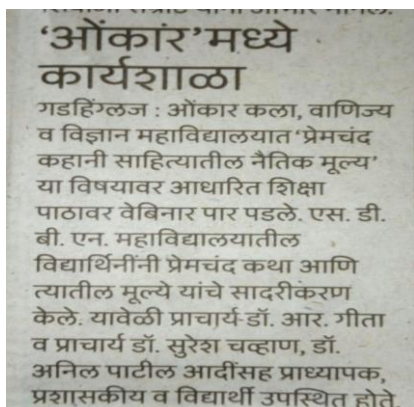 ‘ओंकार’मध्ये
कार्यशाळा
गडहिंग्लज : ओंकार कला, वाणिज्य
व विज्ञान महाविद्यालयात ‘प्रेमचंद
कहानी साहित्यातील नैतिक मूल्य’
या विषयावर आधारित शिक्षा
पाठावर वेबिनार पार पडले. एस. डी.
बी. एन. महाविद्यालयातील
विद्यार्थिनींनी प्रेमचंद कथा आणि
त्यातील मूल्ये यांचे सादरीकरण
केले. यावेळी प्राचार्य डॉ. आर. गीता
व प्राचार्य डॉ. सुरेश चव्हाण, डॉ.
अनिल पाटील आदींसह प्राध्यापक,
प्रशासकीय व विद्यार्थी उपस्थित होते.